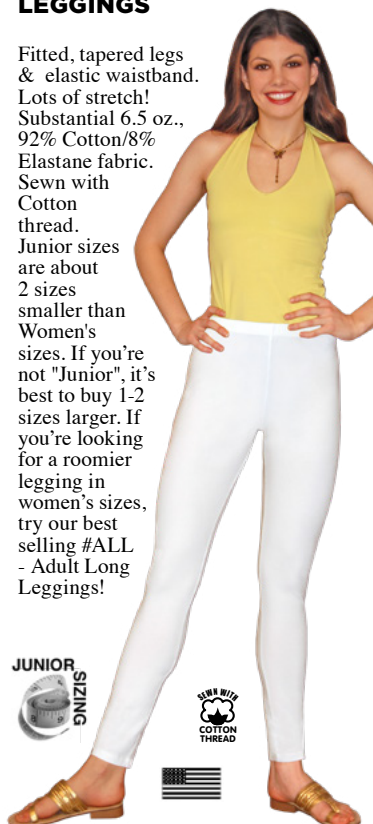 LEGGINGS
Fitted, tapered legs
& elastic waistband.
Lots of stretch!
Substantial 6.5 oz.,
92% Cotton/8%
Elastane fabric.
Sewn with
Cotton
thread.
Junior sizes
are about
2 sizes
smaller than
Women's
sizes. If you're
not "Junior", it's
best to buy 1-2
sizes larger. If
you're looking
for a roomier
legging in
women's sizes,
try our best
selling #ALL
- Adult Long
Leggings!
JUNIOR
SIZING
SEWN WITH
COTTON
THREAD